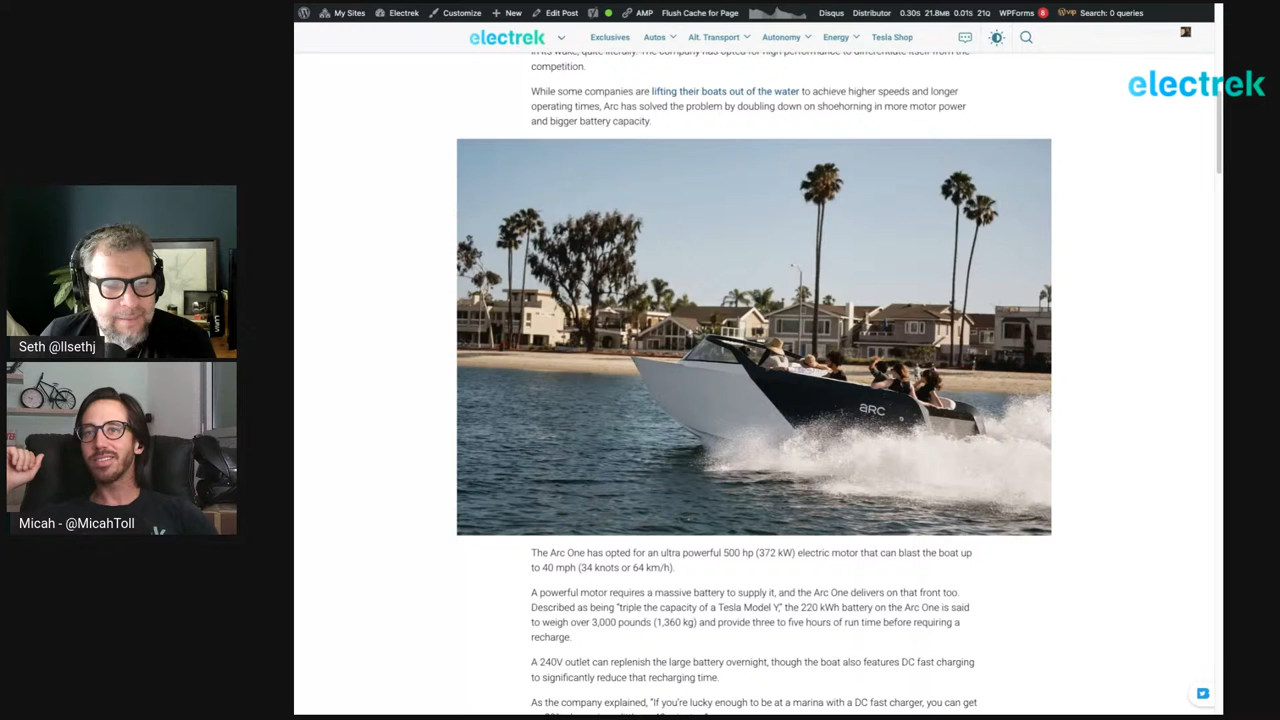 My Sites Electrek Customize New Edit Post AMP Flush Cache for Page Disqus Distributor 0.30s 21.8MB 0.01s 21Q WPForms 8 vip Search: 0 queries
electrek Exclusives Autos Alt. Transport Autonomy Energy Tesla Shop
electrek
competition.
While some companies are lifting their boats out of the water to achieve higher speeds and longer
operating times, Arc has solved the problem by doubling down on shoehorning in more motor power
and bigger battery capacity.
ARC
Seth @llsethj
Micah - @MicahToll
The Arc One has opted for an ultra powerful 500 hp (372 kW) electric motor that can blast the boat up
to 40 mph (34 knots or 64 km/h).
A powerful motor requires a massive battery to supply it, and the Arc One delivers on that front too.
Described as being “triple the capacity of a Tesla Model Y,” the 220 kWh battery on the Arc One is said
to weigh over 3,000 pounds (1,360 kg) and provide three to five hours of run time before requiring a
recharge.
A 240V outlet can replenish the large battery overnight, though the boat also features DC fast charging
to significantly reduce that recharging time.
As the company explained, “If you’re lucky enough to be at a marina with a DC fast charger, you can get